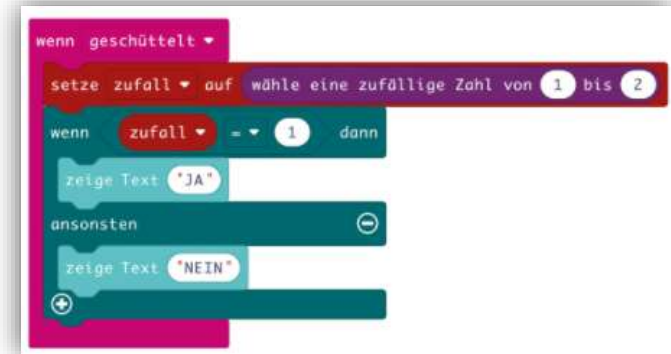 wenn geschüttelt
setze zufall auf wähle eine zufällige Zahl von 1 bis 2
wenn zufall = 1 dann
zeige Text "JA"
ansonsten
zeige Text "NEIN"